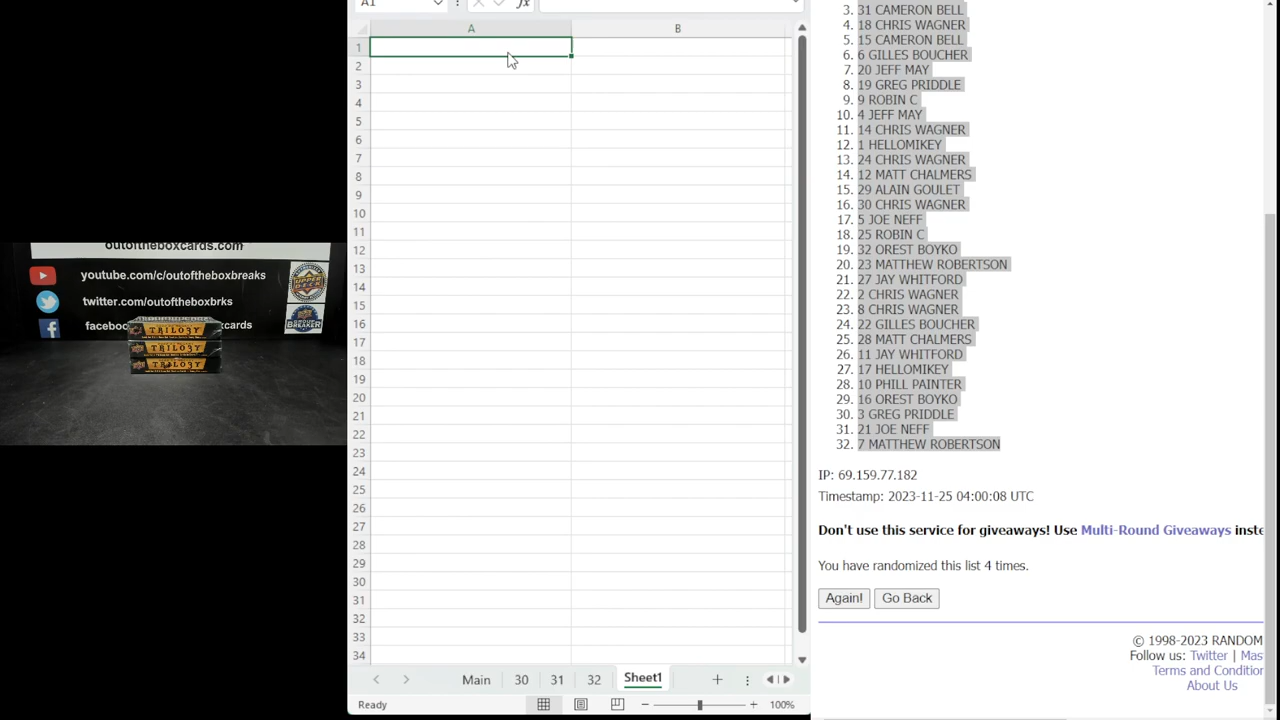 outoftheboxcards.com
youtube.com/c/outoftheboxbreaks
twitter.com/outoftheboxbrks
UPPER DECK
GROUP BREAKER
TRILOGY
TRILOGY
TRILOGY
A1
fx
A B
1
2
3
4
5
6
7
8
9
10
11
12
13
14
15
16
17
18
19
20
21
22
23
24
25
26
27
28
29
30
31
32
33
34
Main 30 31 32 Sheet1
Ready 100%
3. 31 CAMERON BELL
4. 18 CHRIS WAGNER
5. 15 CAMERON BELL
6. 6 GILLES BOUCHER
7. 20 JEFF MAY
8. 19 GREG PRIDDLE
9. 9 ROBIN C
10. 4 JEFF MAY
11. 14 CHRIS WAGNER
12. 1 HELLOMIKEY
13. 24 CHRIS WAGNER
14. 12 MATT CHALMERS
15. 29 ALAIN GOULET
16. 30 CHRIS WAGNER
17. 5 JOE NEFF
18. 25 ROBIN C
19. 32 OREST BOYKO
20. 23 MATTHEW ROBERTSON
21. 27 JAY WHITFORD
22. 2 CHRIS WAGNER
23. 8 CHRIS WAGNER
24. 22 GILLES BOUCHER
25. 28 MATT CHALMERS
26. 11 JAY WHITFORD
27. 17 HELLOMIKEY
28. 10 PHILL PAINTER
29. 16 OREST BOYKO
30. 3 GREG PRIDDLE
31. 21 JOE NEFF
32. 7 MATTHEW ROBERTSON
IP: 69.159.77.182
Timestamp: 2023-11-25 04:00:08 UTC
Don't use this service for giveaways! Use Multi-Round Giveaways inste
You have randomized this list 4 times.
Again! Go Back
© 1998-2023 RANDOM
Follow us: Twitter | Mas
Terms and Condition
About Us